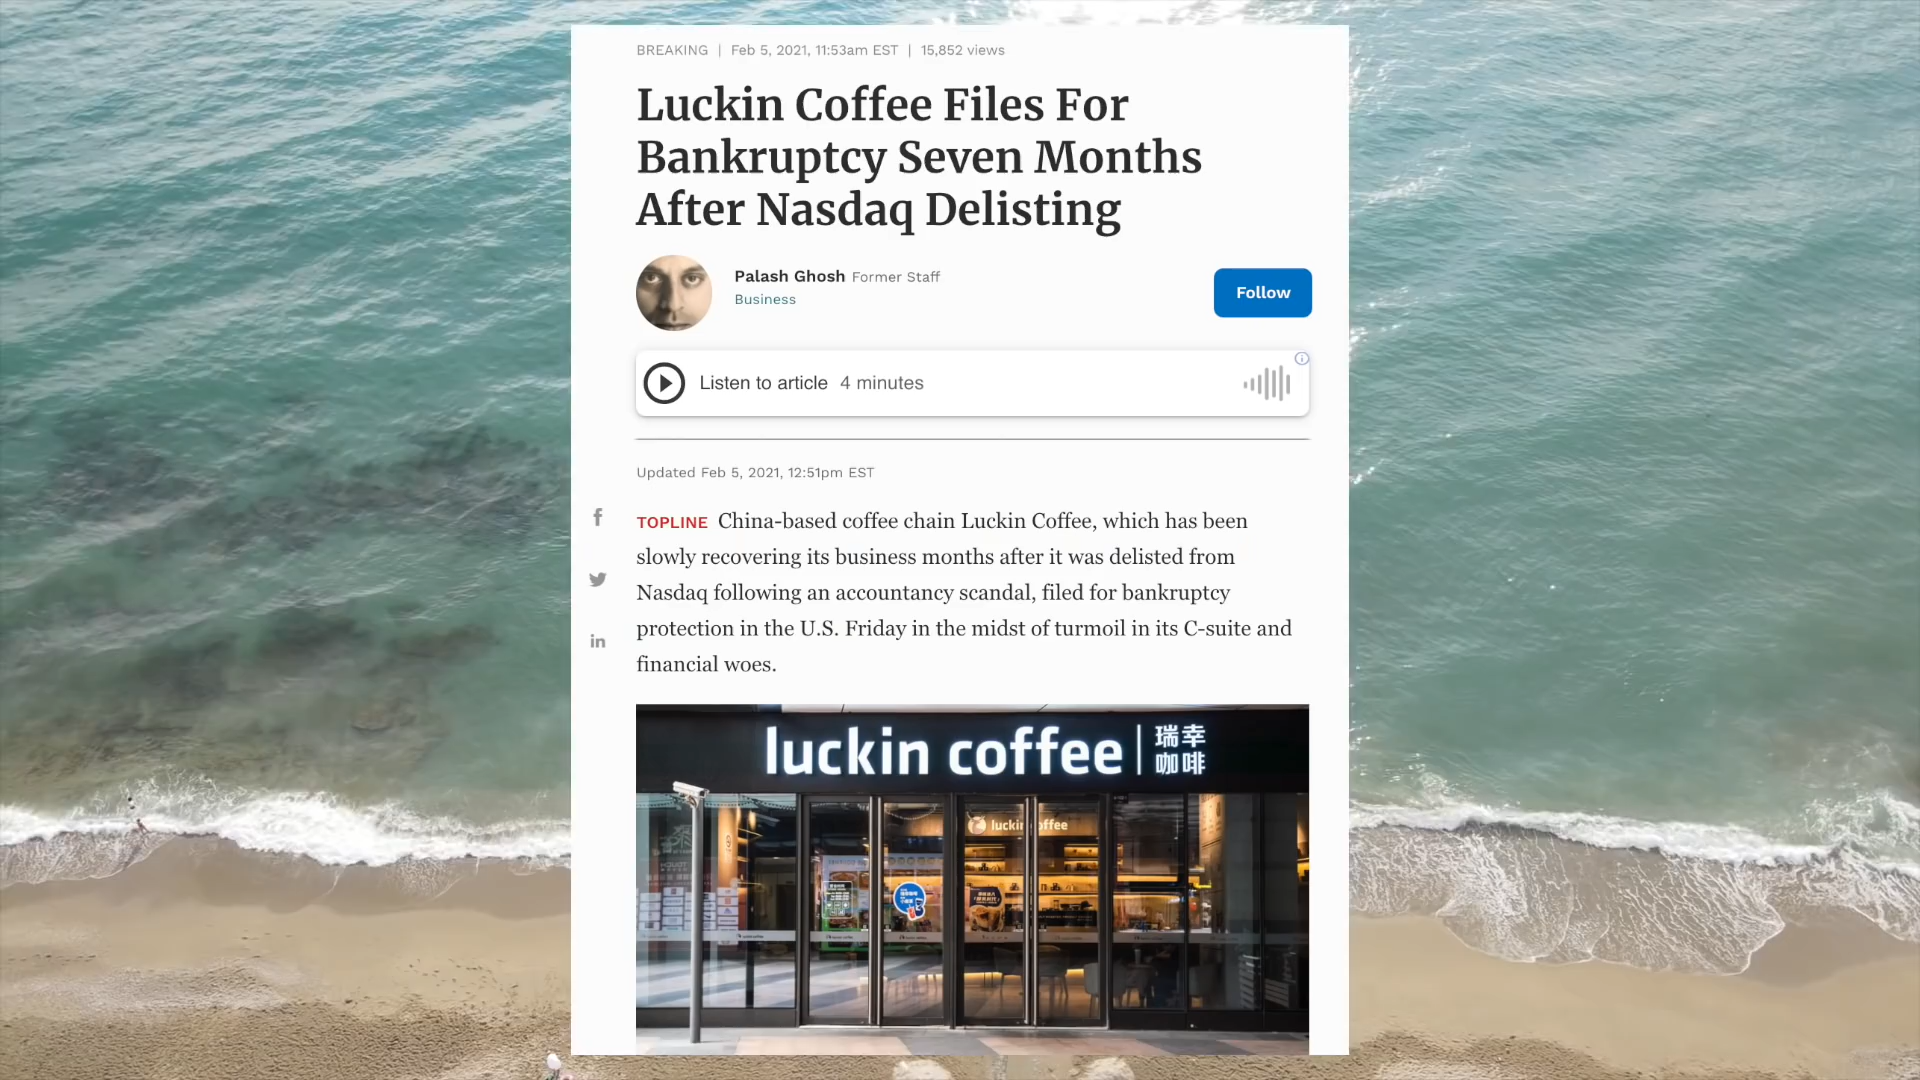 BREAKING | Feb 5, 2021, 11:53am EST | 15,852 views
Luckin Coffee Files For
Bankruptcy Seven Months
After Nasdaq Delisting
Palash Ghosh Former Staff
Business
Follow
Listen to article 4 minutes
Updated Feb 5, 2021, 12:51pm EST
TOPLINE China-based coffee chain Luckin Coffee, which has been
slowly recovering its business months after it was delisted from
Nasdaq following an accountancy scandal, filed for bankruptcy
protection in the U.S. Friday in the midst of turmoil in its C-suite and
financial woes.
luckin coffee 瑞幸
咖啡